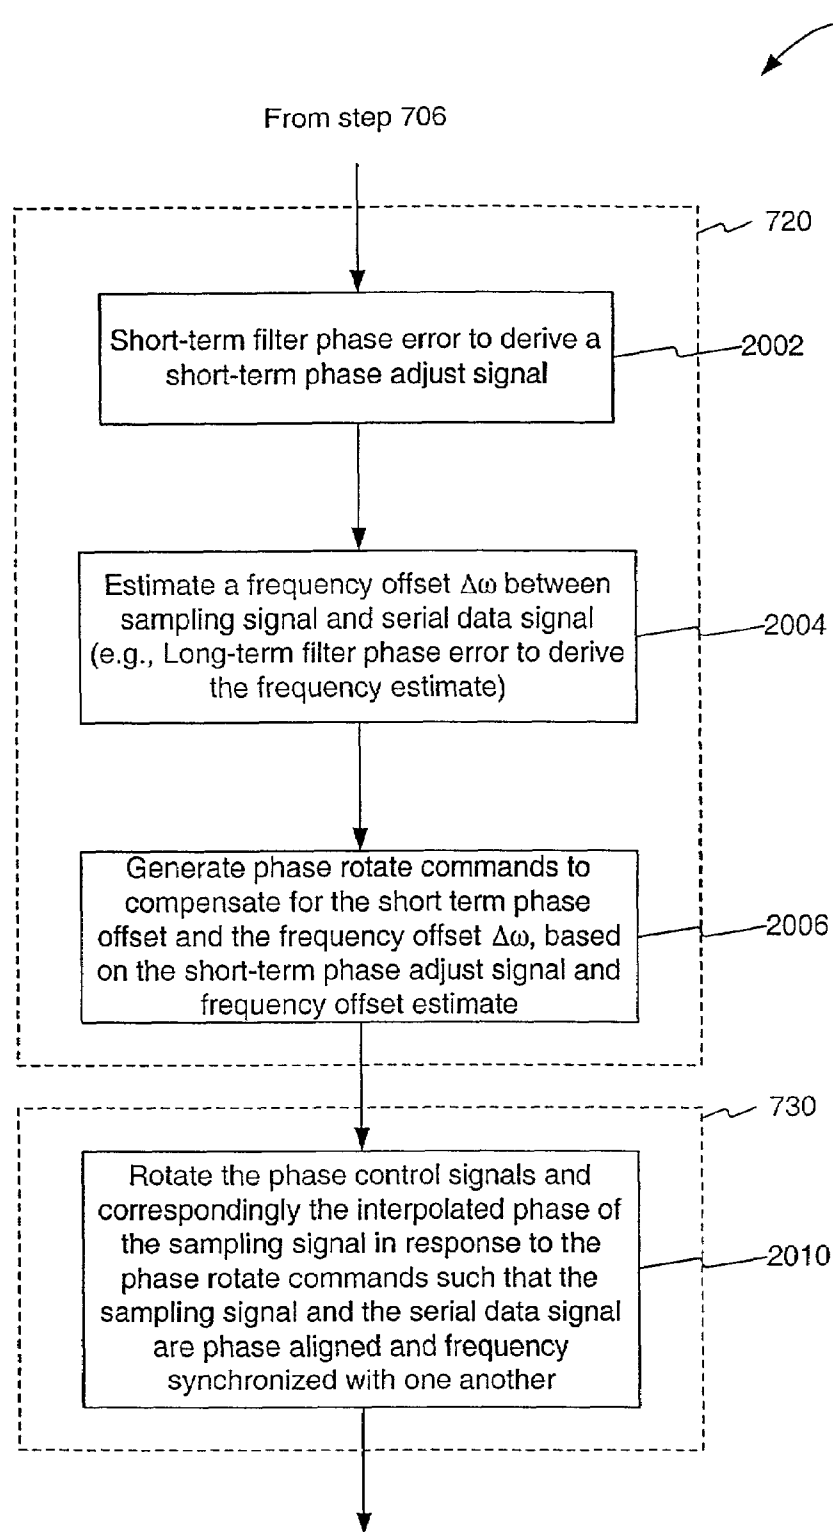 From step 706
720
Short-term filter phase error to derive a
short-term phase adjust signal
2002
Estimate a frequency offset Δω between
sampling signal and serial data signal
(e.g., Long-term filter phase error to derive
the frequency estimate)
2004
Generate phase rotate commands to
compensate for the short term phase
offset and the frequency offset Δω, based
on the short-term phase adjust signal and
frequency offset estimate
2006
730
Rotate the phase control signals and
correspondingly the interpolated phase of
the sampling signal in response to the
phase rotate commands such that the
sampling signal and the serial data signal
are phase aligned and frequency
synchronized with one another
2010